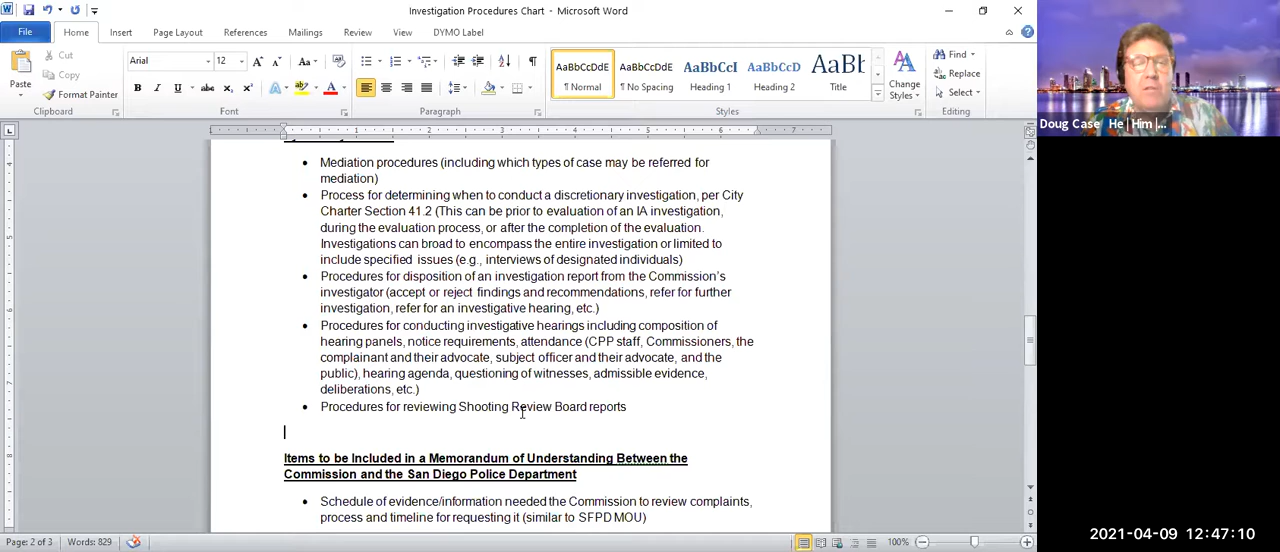 Investigation Procedures Chart - Microsoft Word
File Home Insert Page Layout References Mailings Review View DYMO Label
Cut
Copy
Format Painter
Paste
Clipboard
Arial 12
Font
Paragraph
AaBbCcDdE AaBbCcDdE AaBbCcI AaBbCcD AaBb
¶ Normal ¶ No Spacing Heading 1 Heading 2 Title
Styles
Change Styles
Find
Replace
Select
Editing
Doug Case He | Him |...
• Mediation procedures (including which types of case may be referred for
mediation)
• Process for determining when to conduct a discretionary investigation, per City
Charter Section 41.2 (This can be prior to evaluation of an IA investigation,
during the evaluation process, or after the completion of the evaluation.
Investigations can broad to encompass the entire investigation or limited to
include specified issues (e.g., interviews of designated individuals)
• Procedures for disposition of an investigation report from the Commission's
investigator (accept or reject findings and recommendations, refer for further
investigation, refer for an investigative hearing, etc.)
• Procedures for conducting investigative hearings including composition of
hearing panels, notice requirements, attendance (CPP staff, Commissioners, the
complainant and their advocate, subject officer and their advocate, and the
public), hearing agenda, questioning of witnesses, admissible evidence,
deliberations, etc.)
• Procedures for reviewing Shooting Review Board reports
Items to be Included in a Memorandum of Understanding Between the
Commission and the San Diego Police Department
• Schedule of evidence/information needed the Commission to review complaints,
process and timeline for requesting it (similar to SFPD MOU)
Page: 2 of 3 Words: 829 100%
2021-04-09 12:47:10